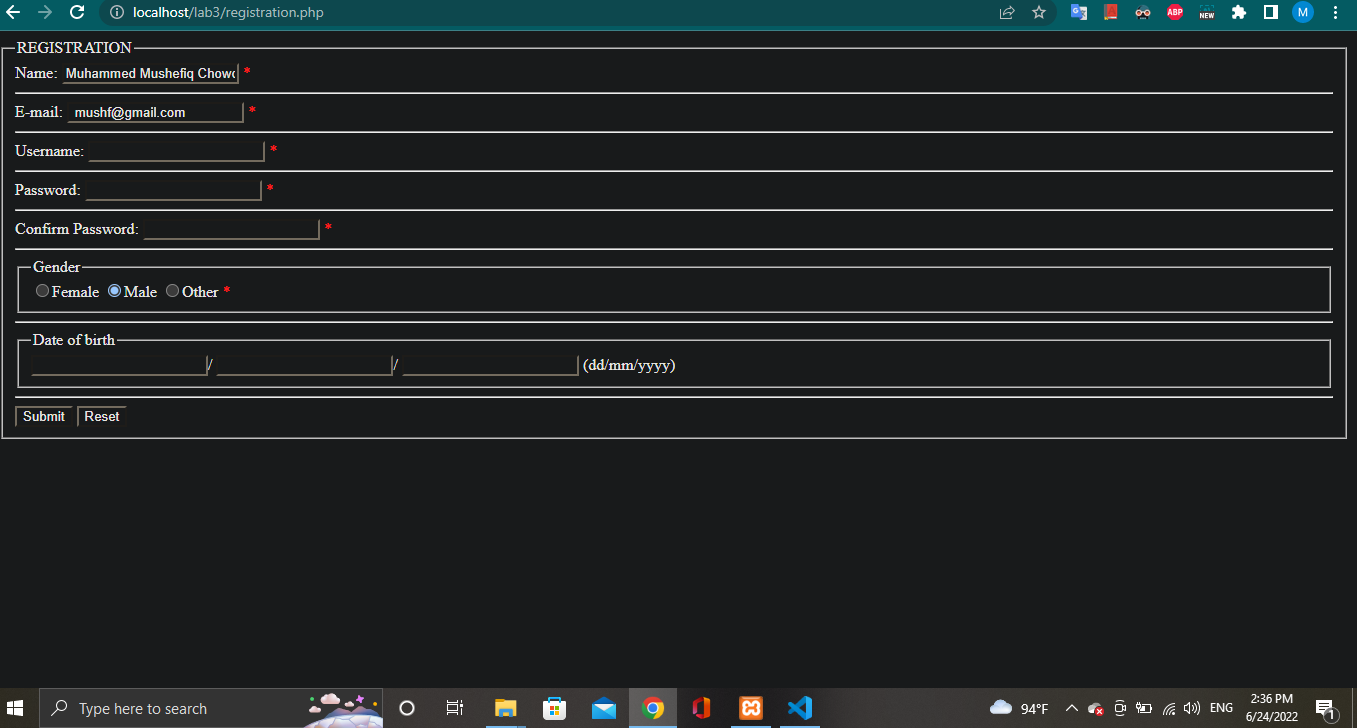 localhost/lab3/registration.php
ABP
NEW
M
REGISTRATION
Name: Muhammed Mushefiq Chowd *
E-mail: mushf@gmail.com *
Username: *
Password: *
Confirm Password: *
Gender
Female Male Other *
Date of birth
/ / (dd/mm/yyyy)
Submit Reset
Type here to search
94°F
ENG
2:36 PM
6/24/2022
1